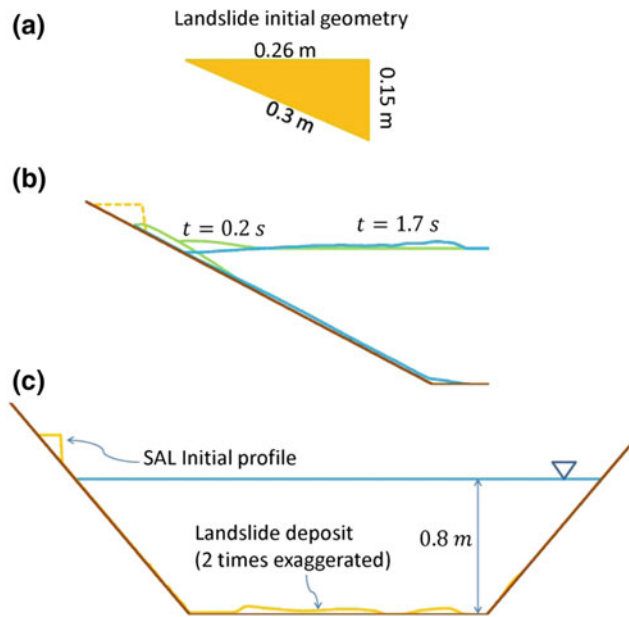 (a)
Landslide initial geometry
0.26 m
0.15 m
0.3 m
(b)
t = 0.2 s
t = 1.7 s
(c)
SAL Initial profile
Landslide deposit
(2 times exaggerated)
0.8 m